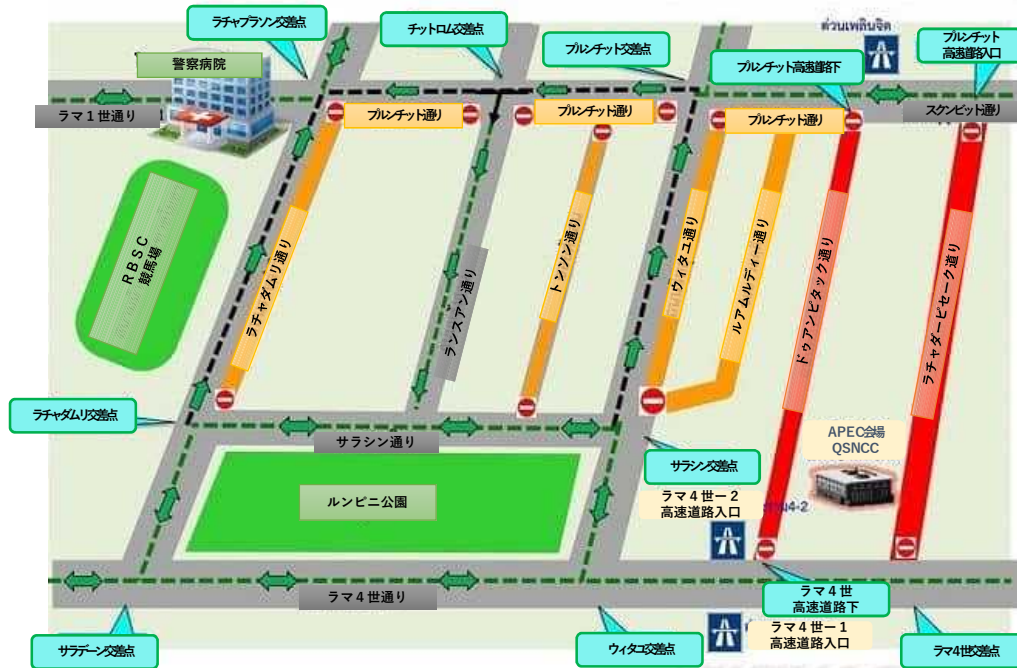 ラチャプラソン交差点
チットロム交差点
プルンチット交差点
ด่วนเพลินจิต
プルンチット
高速道路入口
警察病院
プルンチット高速道路下
ラマ1世通り
プルンチット通り
プルンチット通り
プルンチット通り
スクンビット通り
RBSC
競馬場
ラチャダムリ通り
ランスアン通り
トンソン通り
ウィタユ通り
ルアムルディー通り
ドゥアンピタック通り
ラチャダーピセーク道り
ラチャダムリ交差点
サラシン通り
サラシン交差点
APEC会場
QSNCC
ルンピニ公園
ラマ4世ー2
高速道路入口
4-2
ラマ4世通り
ラマ4世
高速道路下
サラデーン交差点
ウィタユ交差点
ラマ4世ー1
高速道路入口
ラマ4世交差点